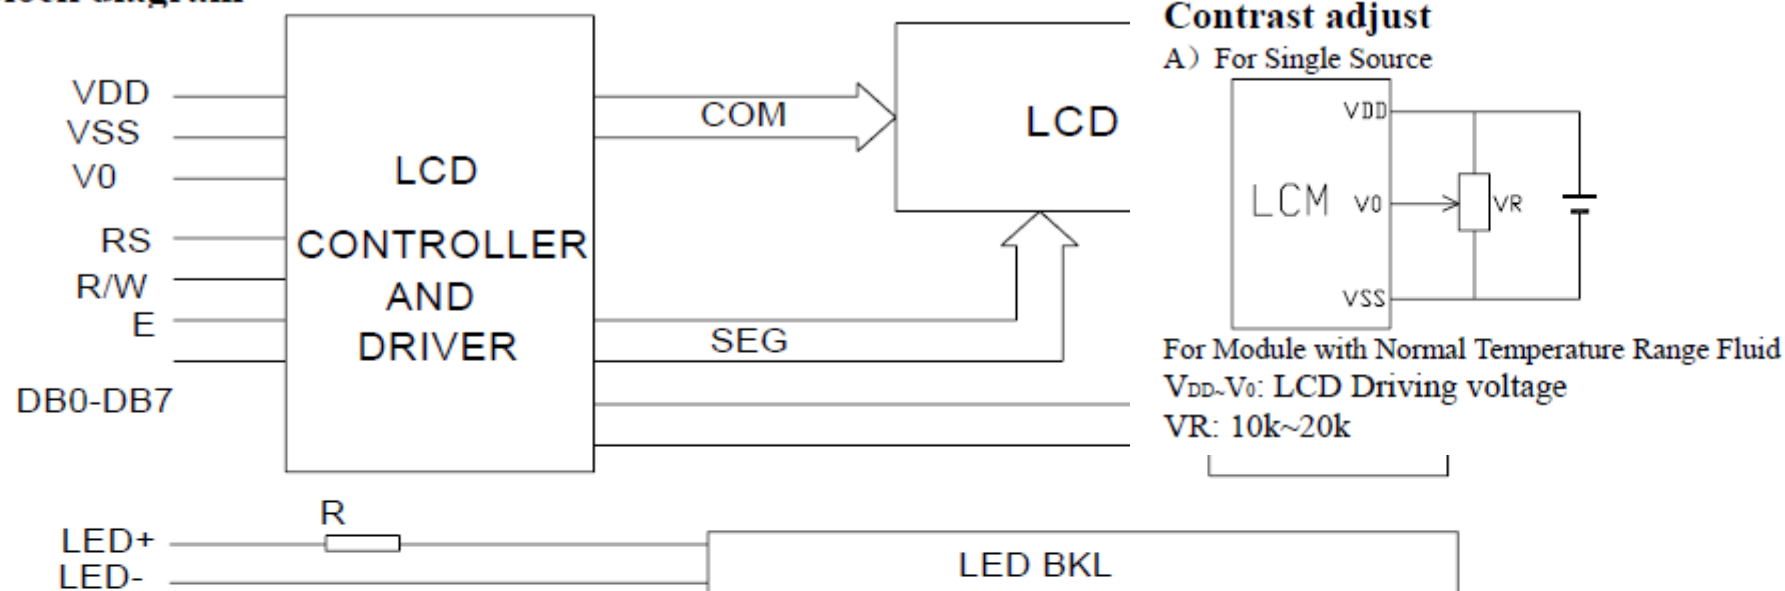 diagram
VDD
VSS
V0
RS
R/W
E
DB0-DB7
LCD
CONTROLLER
AND
DRIVER
COM
SEG
LCD
R
LED+
LED-
LED BKL
Contrast adjust
A）For Single Source
VDD
LCM
V0
VR
VSS
For Module with Normal Temperature Range Fluid
VDD~V0: LCD Driving voltage
VR: 10k~20k